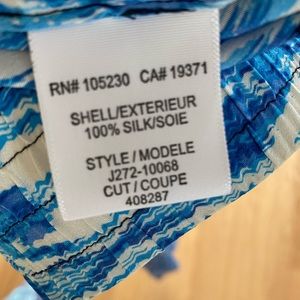 RN# 105230 CA# 19371
SHELL/EXTERIEUR
100% SILK/SOIE
STYLE / MODELE
J272-10068
CUT / COUPE
408287